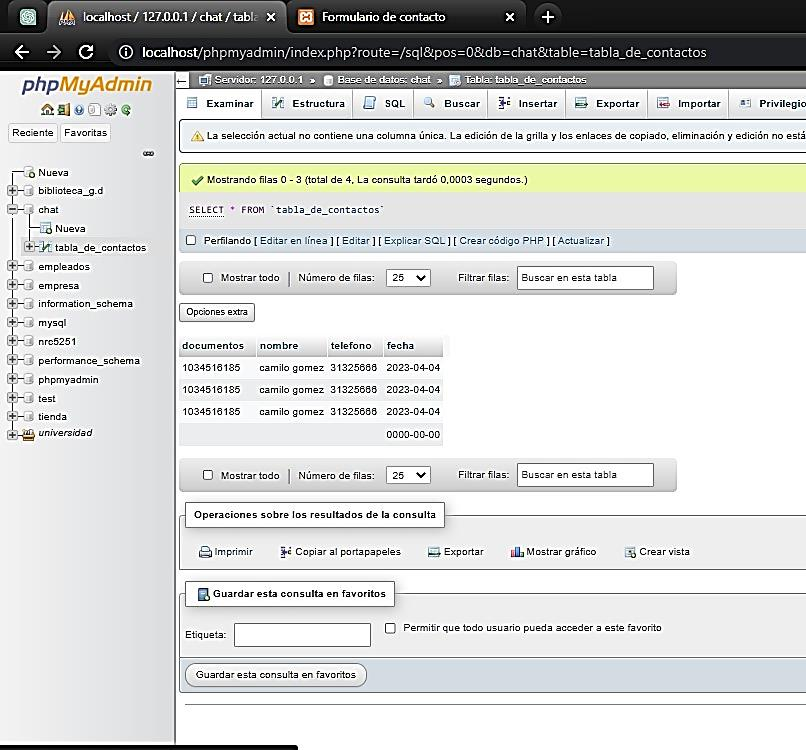 localhost / 127.0.0.1 / chat / tabla
Formulario de contacto
localhost/phpmyadmin/index.php?route=/sql&pos=0&db=chat&table=tabla_de_contactos
phpMyAdmin
Reciente Favoritas
Nueva
biblioteca_g.d
chat
Nueva
tabla_de_contactos
empleados
empresa
information_schema
mysql
nrc5251
performance_schema
phpmyadmin
test
tienda
universidad
Servidor: 127.0.0.1 » Base de datos: chat » Tabla: tabla_de_contactos
Examinar Estructura SQL Buscar Insertar Exportar Importar Privilegio
La selección actual no contiene una columna única. La edición de la grilla y los enlaces de copiado, eliminación y edición no está
Mostrando filas 0 - 3 (total de 4, La consulta tardó 0,0003 segundos.)
SELECT * FROM `tabla_de_contactos`
Perfilando [ Editar en línea ] [ Editar ] [ Explicar SQL ] [ Crear código PHP ] [ Actualizar ]
Mostrar todo | Número de filas: 25 Filtrar filas: Buscar en esta tabla
Opciones extra
documentos nombre telefono fecha
1034516185 camilo gomez 31325666 2023-04-04
1034516185 camilo gomez 31325666 2023-04-04
1034516185 camilo gomez 31325666 2023-04-04
0000-00-00
Mostrar todo | Número de filas: 25 Filtrar filas: Buscar en esta tabla
Operaciones sobre los resultados de la consulta
Imprimir Copiar al portapapeles Exportar Mostrar gráfico Crear vista
Guardar esta consulta en favoritos
Etiqueta: Permitir que todo usuario pueda acceder a este favorito
Guardar esta consulta en favoritos